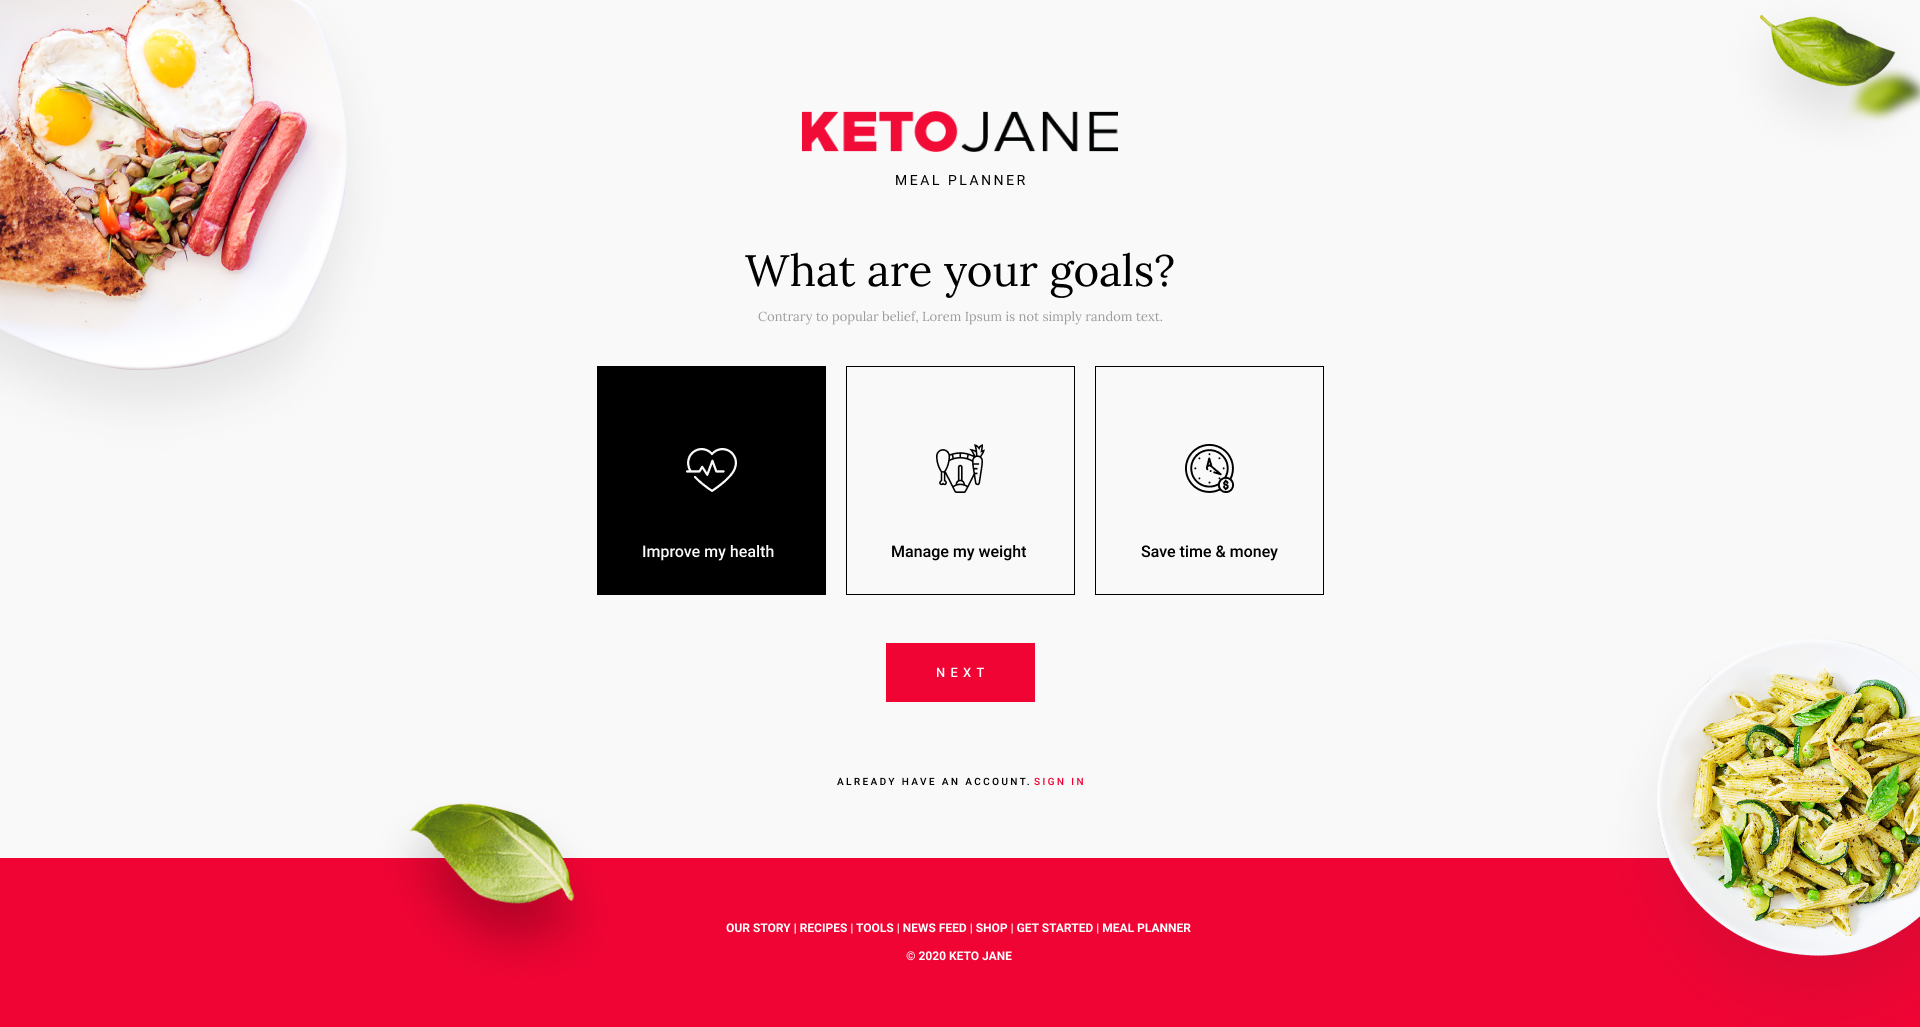 KETOJANE
MEAL PLANNER
What are your goals?
Contrary to popular belief, Lorem Ipsum is not simply random text.
Improve my health
Manage my weight
Save time & money
NEXT
ALREADY HAVE AN ACCOUNT. SIGN IN
OUR STORY | RECIPES | TOOLS | NEWS FEED | SHOP | GET STARTED | MEAL PLANNER
© 2020 KETO JANE